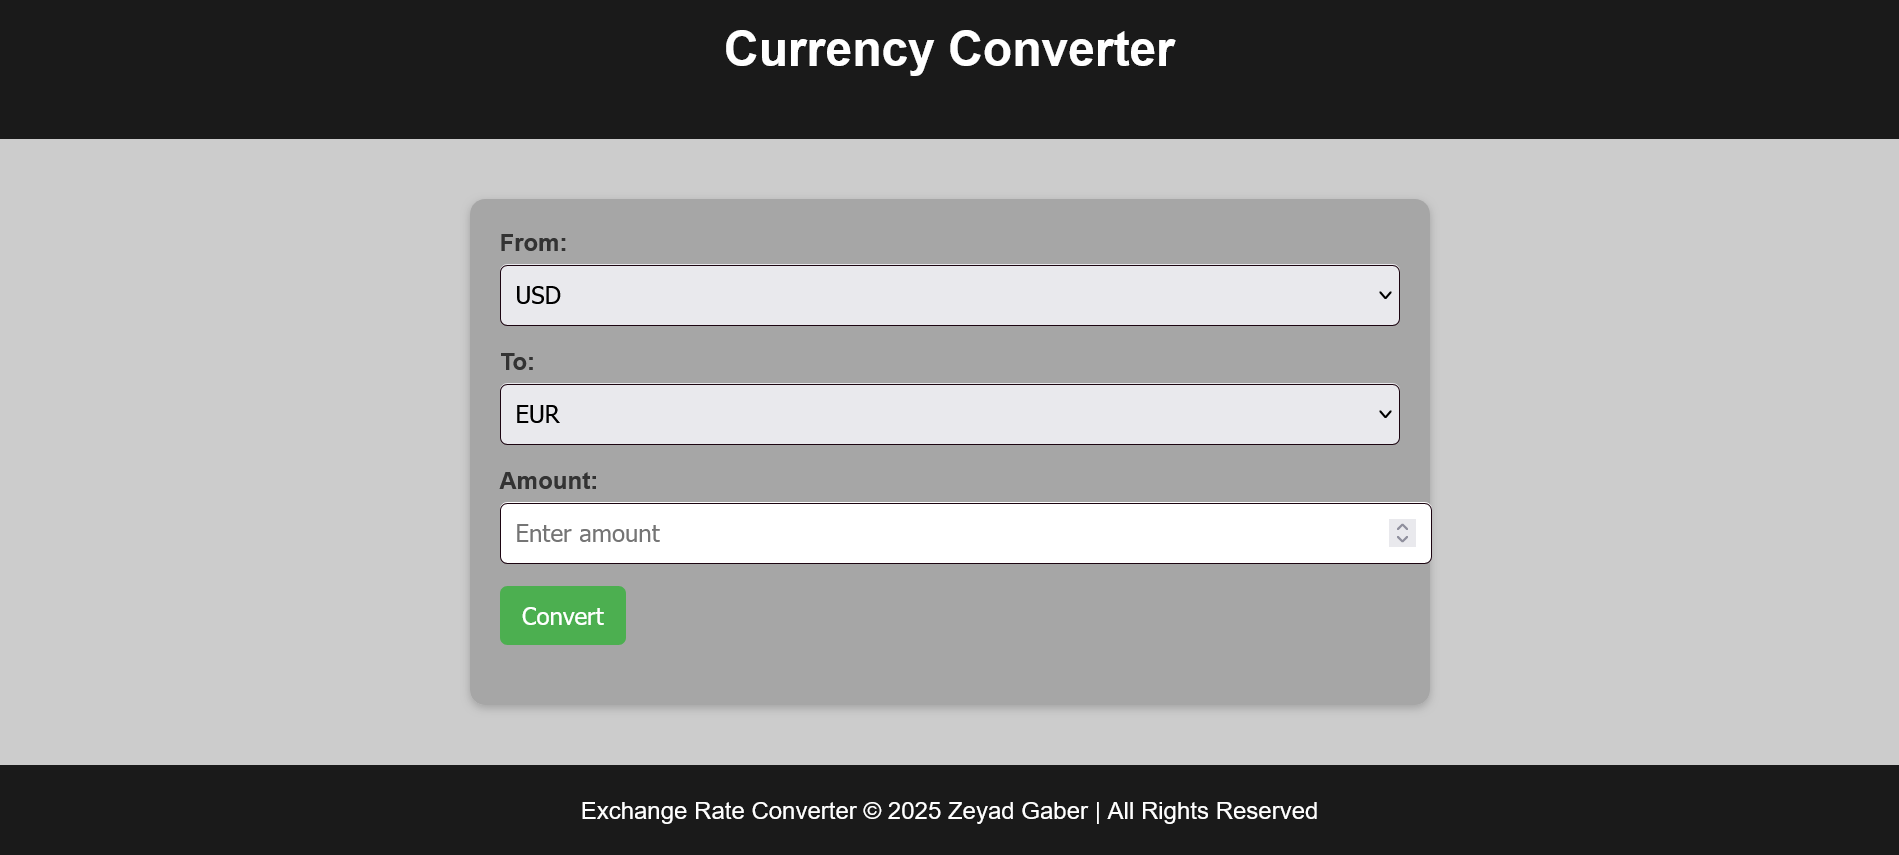 Currency Converter
From:
USD
To:
EUR
Amount:
Enter amount
Convert
Exchange Rate Converter © 2025 Zeyad Gaber | All Rights Reserved